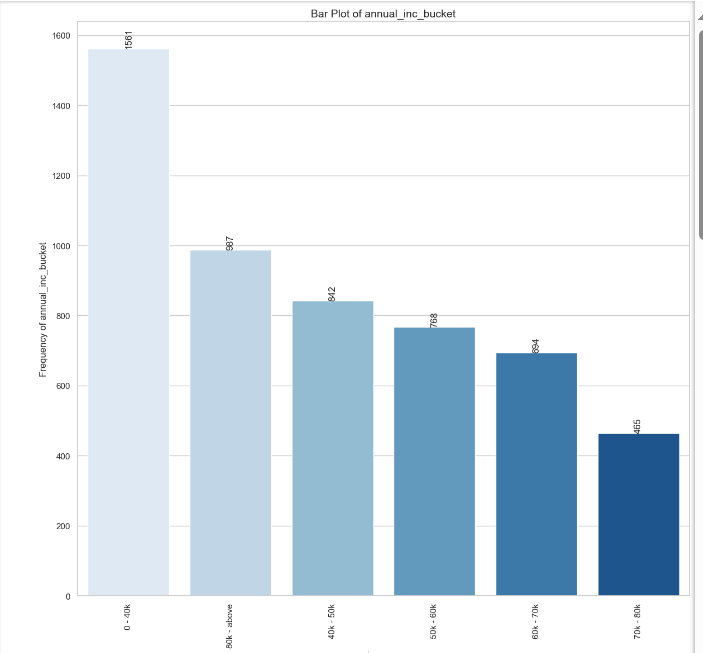 Bar Plot of annual_inc_bucket
Frequency of annual_inc_bucket
1600
1400
1200
1000
800
600
400
200
0
1561
987
842
768
694
465
0 - 40k
80k - above
40k - 50k
50k - 60k
60k - 70k
70k - 80k